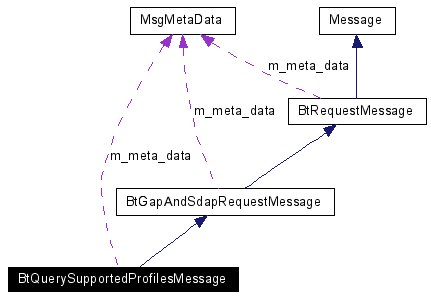 MsgMetaData
Message
m_meta_data
BtRequestMessage
m_meta_data
m_meta_data
BtGapAndSdapRequestMessage
BtQuerySupportedProfilesMessage